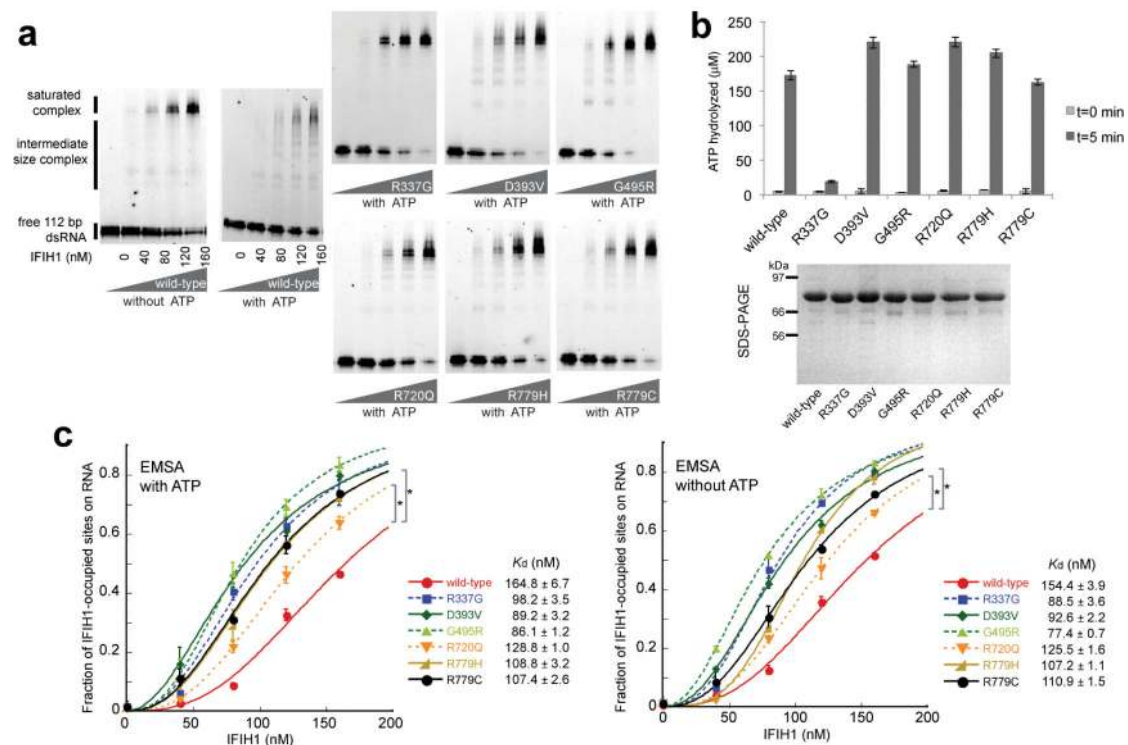 a
saturated
complex
intermediate
size complex
free 112 bp
dsRNA
IFIH1 (nM)
0 40 80 120 160
wild-type
without ATP
0 40 80 120 160
wild-type
with ATP
R337G
with ATP
D393V
with ATP
G495R
with ATP
R720Q
with ATP
R779H
with ATP
R779C
with ATP
b
ATP hydrolyzed (μM)
250
200
150
100
50
0
t=0 min
t=5 min
wild-type R337G D393V G495R R720Q R779H R779C
SDS-PAGE
kDa
97
66
56
wild-type R337G D393V G495R R720Q R779H R779C
c
EMSA
with ATP
Fraction of IFIH1-occupied sites on RNA
0.8
0.6
0.4
0.2
0
0 50 100 150 200
IFIH1 (nM)
*
*
Kd (nM)
wild-type 164.8 ± 6.7
R337G 98.2 ± 3.5
D393V 89.2 ± 3.2
G495R 86.1 ± 1.2
R720Q 128.8 ± 1.0
R779H 108.8 ± 3.2
R779C 107.4 ± 2.6
EMSA
without ATP
Fraction of IFIH1-occupied sites on RNA
0.8
0.6
0.4
0.2
0
0 50 100 150 200
IFIH1 (nM)
*
*
Kd (nM)
wild-type 154.4 ± 3.9
R337G 88.5 ± 3.6
D393V 92.6 ± 2.2
G495R 77.4 ± 0.7
R720Q 125.5 ± 1.6
R779H 107.2 ± 1.1
R779C 110.9 ± 1.5